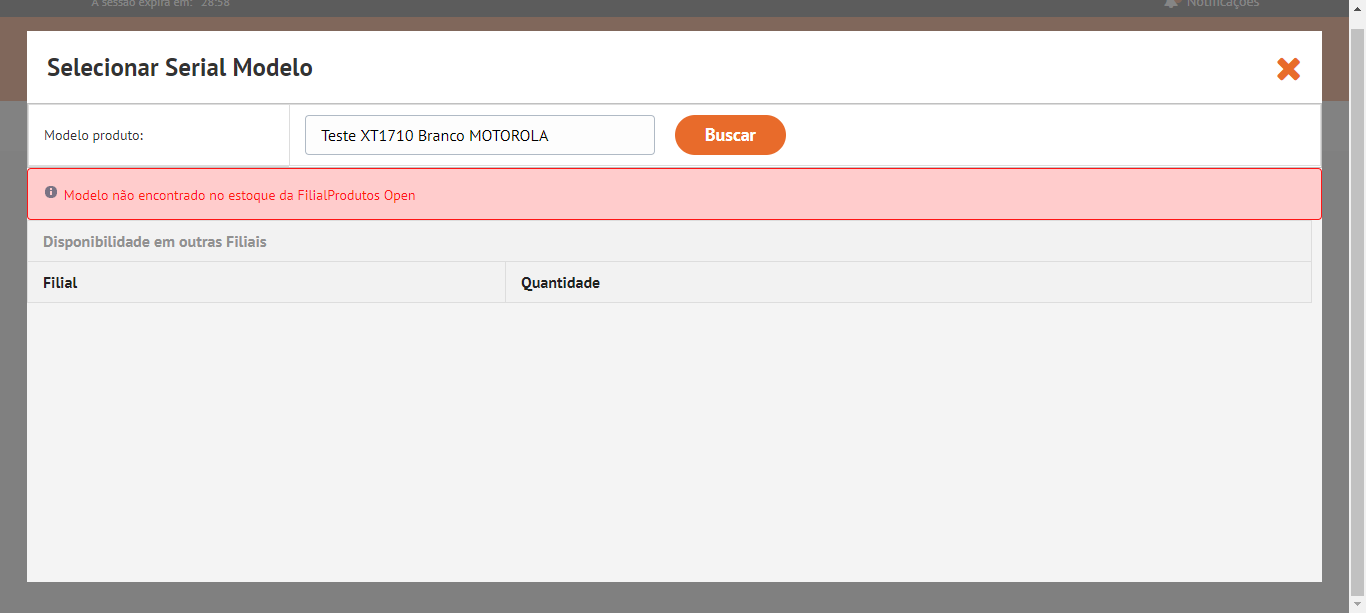 A sessão expira em: 28:58
Notificações
Selecionar Serial Modelo
Modelo produto:
Teste XT1710 Branco MOTOROLA
Buscar
Modelo não encontrado no estoque da FilialProdutos Open
Disponibilidade em outras Filiais
Filial
Quantidade